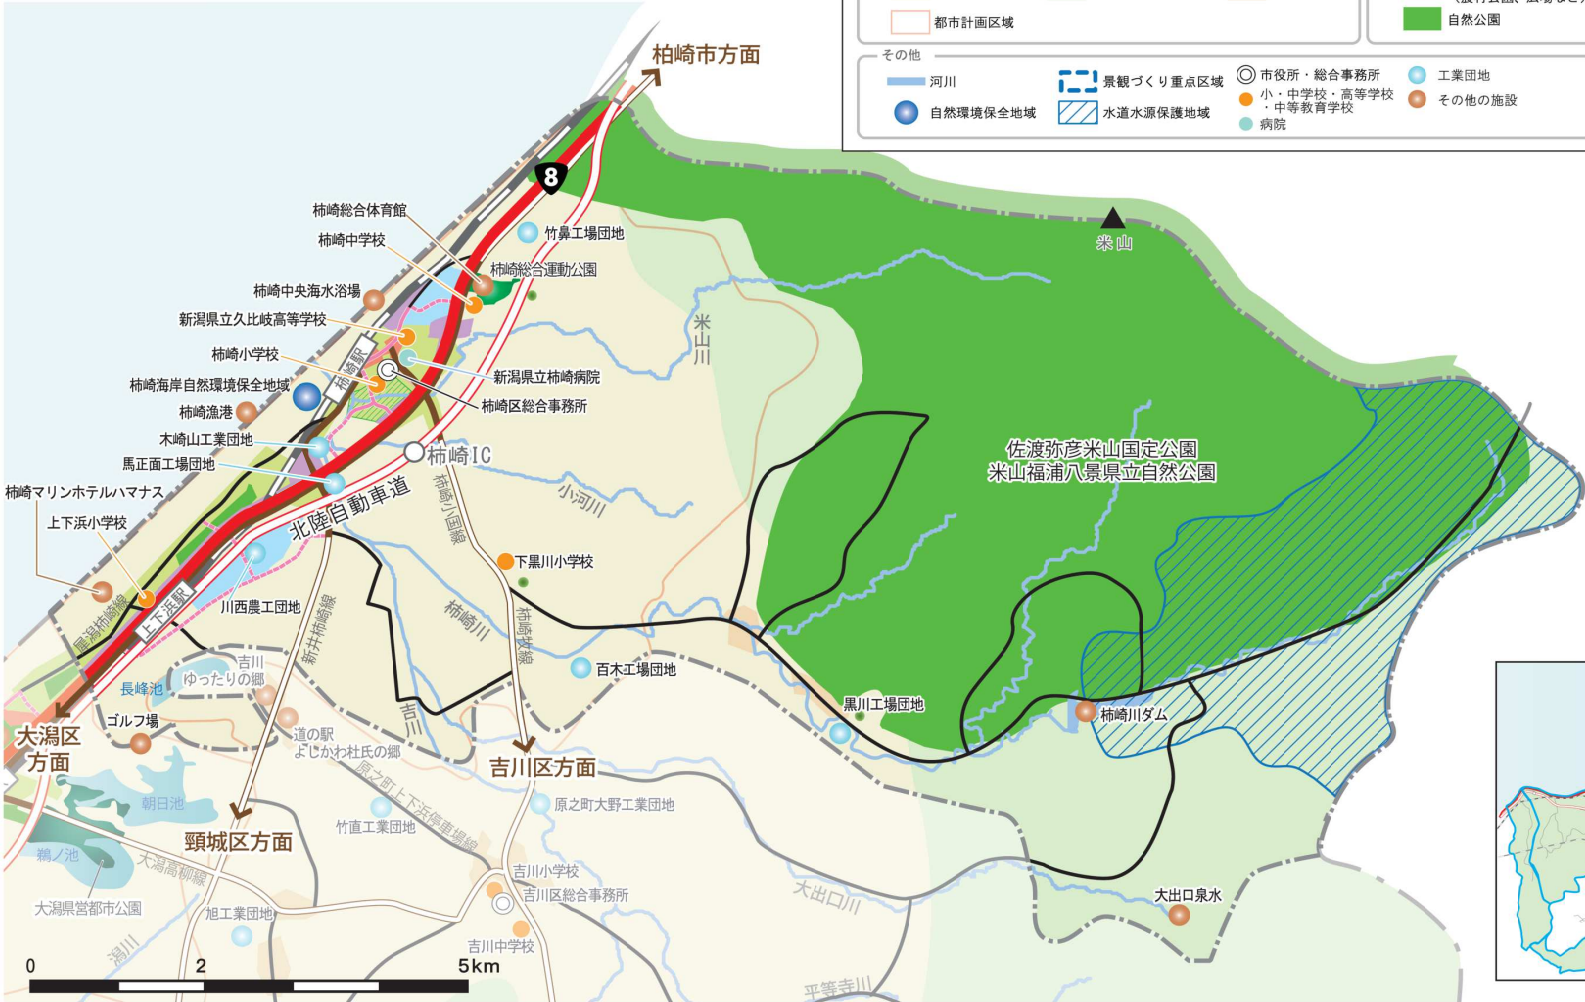 都市計画区域
自然公園
その他
河川
景観づくり重点区域
市役所・総合事務所
工業団地
自然環境保全地域
水道水源保護地域
小・中学校・高等学校
・中等教育学校
その他の施設
病院
柏崎市方面
8
米山
柿崎総合体育館
竹鼻工場団地
柿崎中学校
柿崎総合運動公園
柿崎中央海水浴場
新潟県立久比岐高等学校
米山川
柿崎駅
柿崎小学校
新潟県立柿崎病院
柿崎海岸自然環境保全地域
柿崎区総合事務所
柿崎漁港
木崎山工業団地
柿崎IC
馬正面工場団地
佐渡弥彦米山国定公園
米山福浦八景県立自然公園
柿崎マリンホテルハマナス
北陸自動車道
柿崎小国線
小河川
上下浜小学校
下黒川小学校
川西農工団地
上下浜駅
潟柿崎線
新井柿崎線
柿崎川
柿崎牧線
百木工場団地
吉川
ゆったりの郷
長峰池
ゴルフ場
吉川
黒川工場団地
柿崎川ダム
道の駅
よしかわ杜氏の郷
大潟区
方面
吉川区方面
原之町上下浜停車場線
朝日池
竹直工業団地
原之町大野工業団地
頸城区方面
鵜ノ池
大潟高柳線
吉川小学校
吉川区総合事務所
大出口川
大出口泉水
大潟県営都市公園
旭工業団地
潟川
吉川中学校
平等寺川
0 2 5km